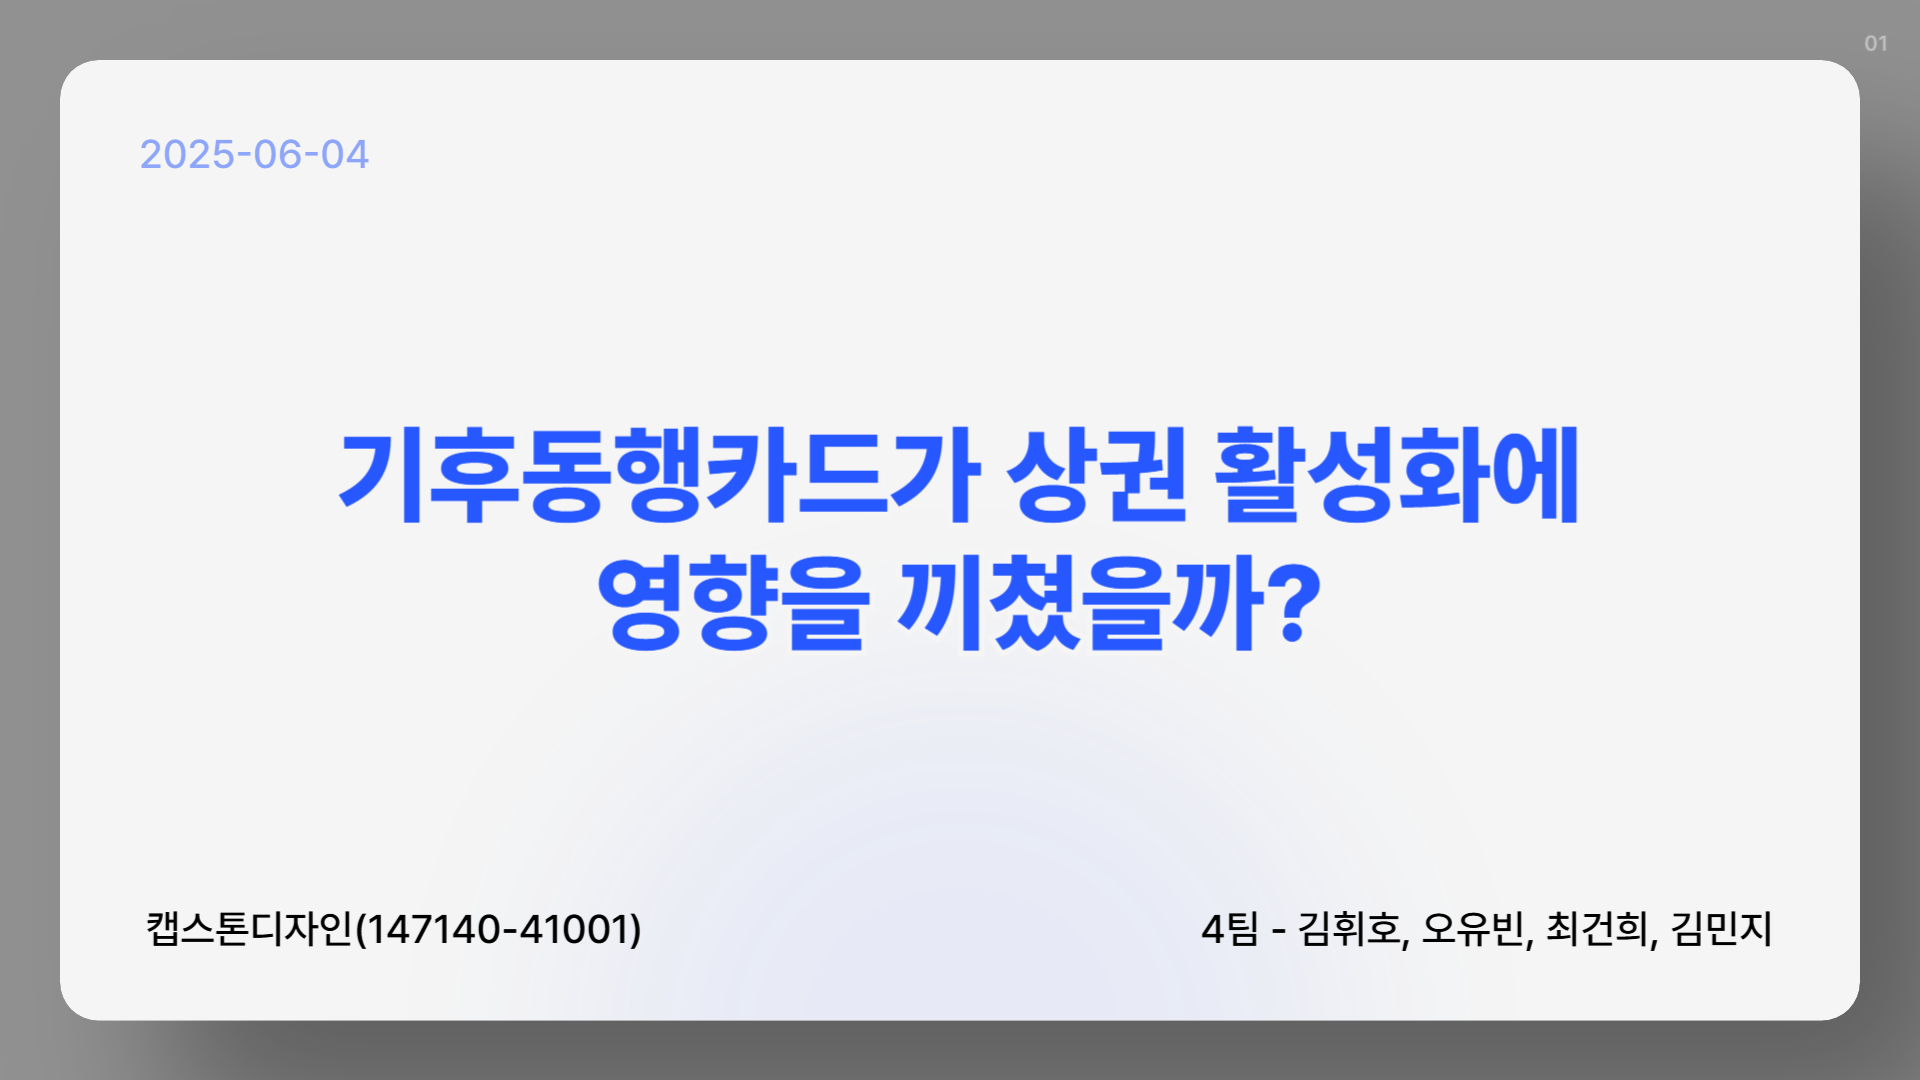 01
2025-06-04
기후동행카드가 상권 활성화에
영향을 끼쳤을까?
캡스톤디자인(147140-41001)
4팀 - 김휘호, 오유빈, 최건희, 김민지